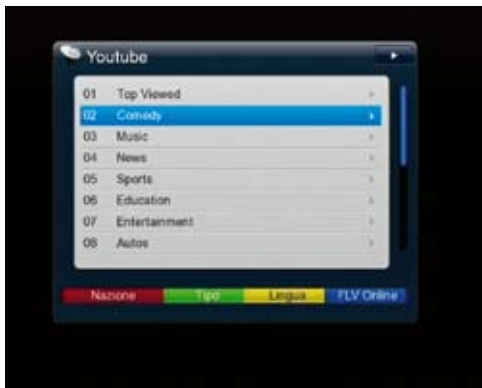 Youtube
01 Top Viewed
02 Comedy
03 Music
04 News
05 Sports
06 Education
07 Entertainment
08 Autos
Nazione Tipo Lingua FLV Online